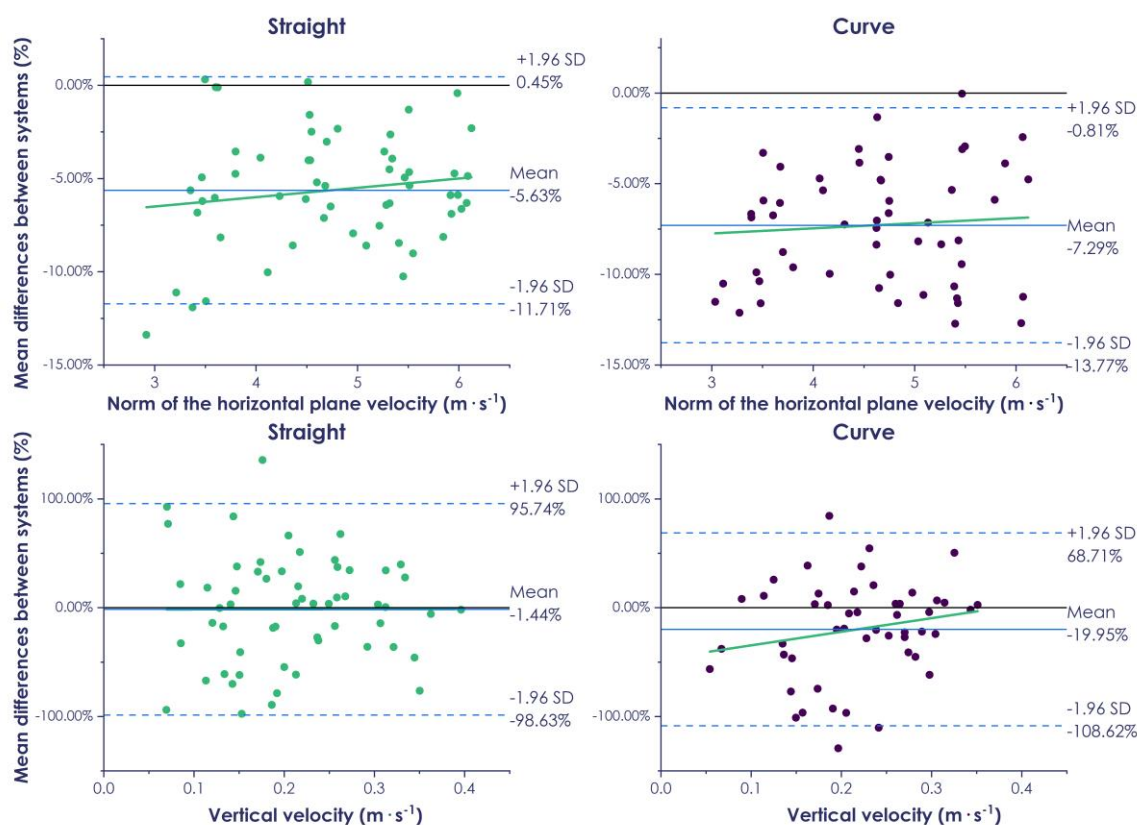 Straight
Mean differences between systems (%)
0.00%
-5.00%
-10.00%
-15.00%
+1.96 SD
0.45%
Mean
-5.63%
-1.96 SD
-11.71%
3 4 5 6
Norm of the horizontal plane velocity (m · s⁻¹)
Curve
0.00%
-5.00%
-10.00%
-15.00%
+1.96 SD
-0.81%
Mean
-7.29%
-1.96 SD
-13.77%
3 4 5 6
Norm of the horizontal plane velocity (m · s⁻¹)
Straight
Mean differences between systems (%)
100.00%
0.00%
-100.00%
+1.96 SD
95.74%
Mean
-1.44%
-1.96 SD
-98.63%
0.0 0.1 0.2 0.3 0.4
Vertical velocity (m · s⁻¹)
Curve
100.00%
0.00%
-100.00%
+1.96 SD
68.71%
Mean
-19.95%
-1.96 SD
-108.62%
0.0 0.1 0.2 0.3 0.4
Vertical velocity (m · s⁻¹)